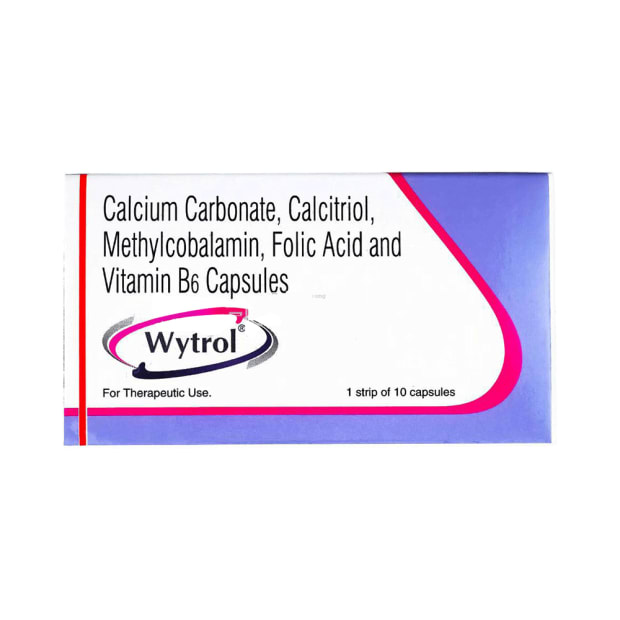 Calcium Carbonate, Calcitriol,
Methylcobalamin, Folic Acid and
Vitamin B6 Capsules
Wytrol®
For Therapeutic Use.
1 strip of 10 capsules